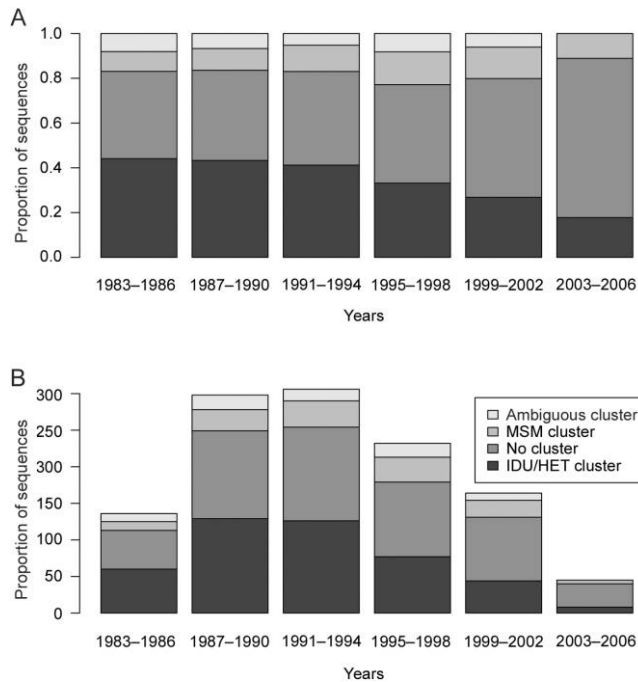 A
Proportion of sequences
1.0
0.8
0.6
0.4
0.2
0.0
1983–1986 1987–1990 1991–1994 1995–1998 1999–2002 2003–2006
Years
B
Proportion of sequences
300
250
300
150
100
50
0
Ambiguous cluster
MSM cluster
No cluster
IDU/HET cluster
1983–1986 1987–1990 1991–1994 1995–1998 1999–2002 2003–2006
Years